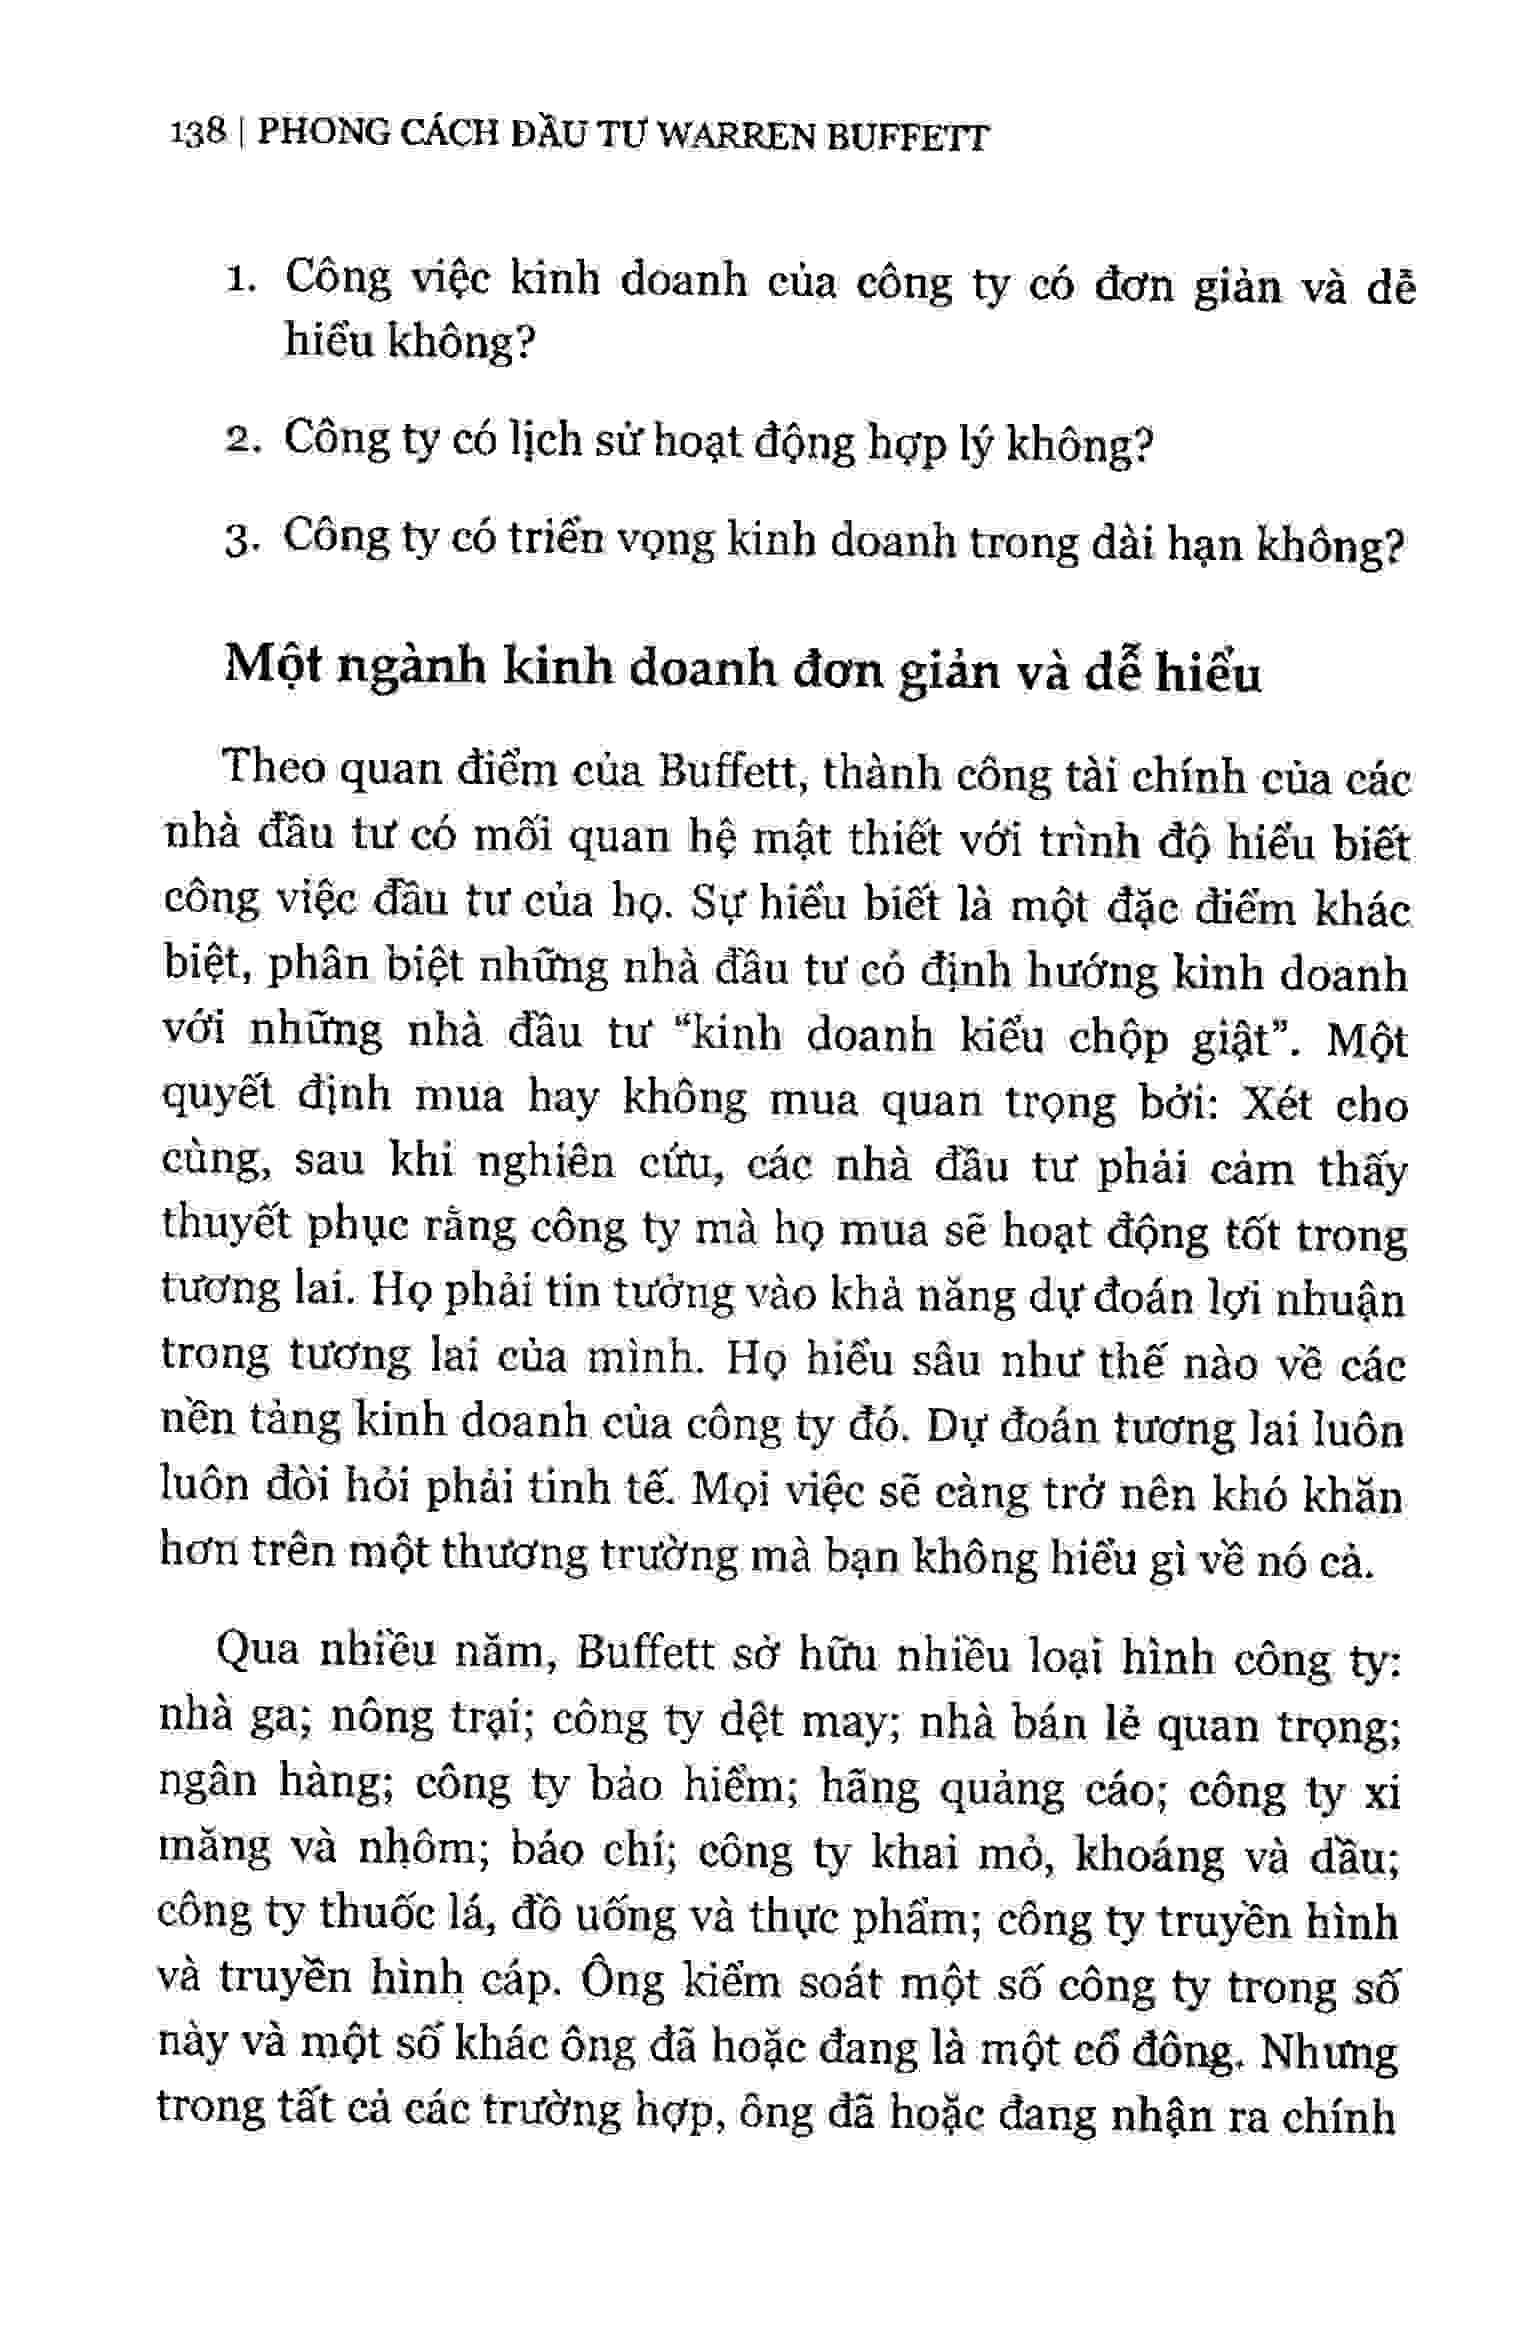 138 | PHONG CÁCH ĐẦU TƯ WARREN BUFFETT
1. Công việc kinh doanh của công ty có đơn giản và dễ
hiểu không?
2. Công ty có lịch sử hoạt động hợp lý không?
3. Công ty có triển vọng kinh doanh trong dài hạn không?
Một ngành kinh doanh đơn giản và dễ hiểu
Theo quan điểm của Buffett, thành công tài chính của các
nhà đầu tư có mối quan hệ mật thiết với trình độ hiểu biết
công việc đầu tư của họ. Sự hiểu biết là một đặc điểm khác
biệt, phân biệt những nhà đầu tư có định hướng kinh doanh
với những nhà đầu tư “kinh doanh kiểu chộp giật”. Một
quyết định mua hay không mua quan trọng bởi: Xét cho
cùng, sau khi nghiên cứu, các nhà đầu tư phải cảm thấy
thuyết phục rằng công ty mà họ mua sẽ hoạt động tốt trong
tương lai. Họ phải tin tưởng vào khả năng dự đoán lợi nhuận
trong tương lai của mình. Họ hiểu sâu như thế nào về các
nền tảng kinh doanh của công ty đó. Dự đoán tương lai luôn
luôn đòi hỏi phải tinh tế. Mọi việc sẽ càng trở nên khó khăn
hơn trên một thương trường mà bạn không hiểu gì về nó cả.
Qua nhiều năm, Buffett sở hữu nhiều loại hình công ty:
nhà ga; nông trại; công ty dệt may; nhà bán lẻ quan trọng;
ngân hàng; công ty bảo hiểm; hãng quảng cáo; công ty xi
măng và nhôm; báo chí; công ty khai mỏ, khoáng và dầu;
công ty thuốc lá, đồ uống và thực phẩm; công ty truyền hình
và truyền hình cáp. Ông kiểm soát một số công ty trong số
này và một số khác ông đã hoặc đang là một cổ đông. Nhưng
trong tất cả các trường hợp, ông đã hoặc đang nhận ra chính